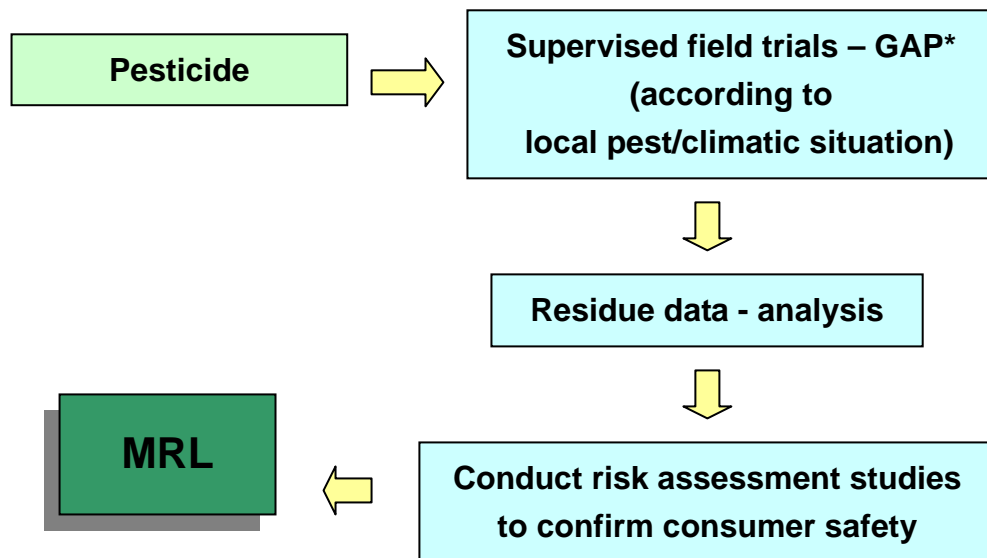 Pesticide
Supervised field trials – GAP*
(according to
local pest/climatic situation)
Residue data - analysis
Conduct risk assessment studies
to confirm consumer safety
MRL